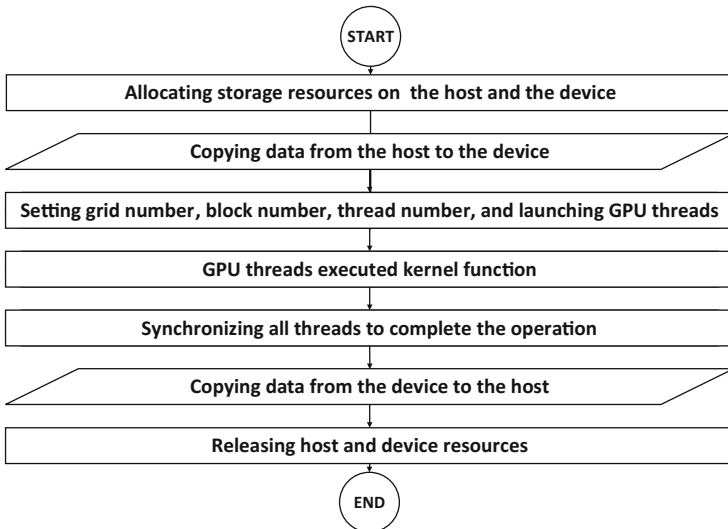 START
Allocating storage resources on the host and the device
Copying data from the host to the device
Setting grid number, block number, thread number, and launching GPU threads
GPU threads executed kernel function
Synchronizing all threads to complete the operation
Copying data from the device to the host
Releasing host and device resources
END